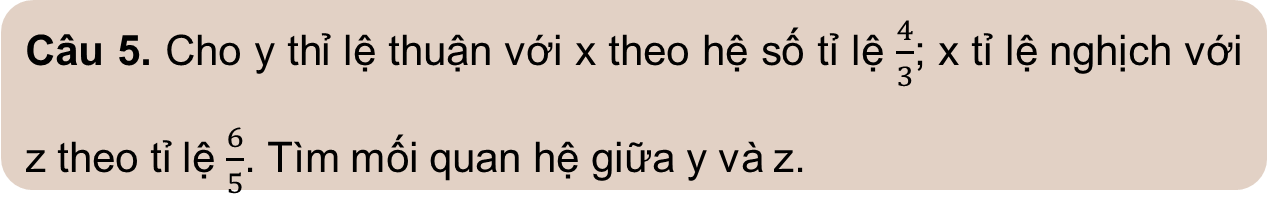 Câu 5. Cho y thỉ lệ thuận với x theo hệ số tỉ lệ 4/3; x tỉ lệ nghịch với
z theo tỉ lệ 6/5. Tìm mối quan hệ giữa y và z.